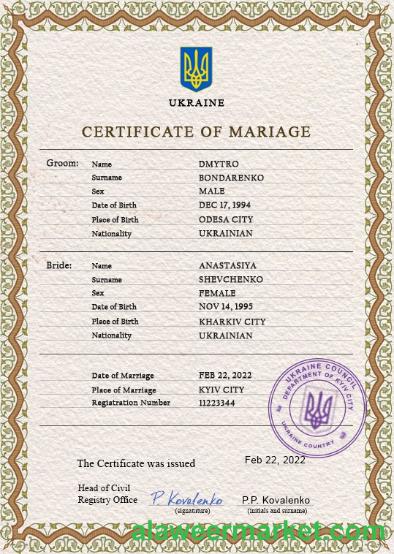 UKRAINE
CERTIFICATE OF MARIAGE
Groom: Name DMYTRO
Surname BONDARENKO
Sex MALE
Date of Birth DEC 17, 1994
Place of Birth ODESA CITY
Nationality UKRAINIAN
Bride: Name ANASTASIYA
Surname SHEVCHENKO
Sex FEMALE
Date of Birth NOV 14, 1995
Place of Birth KHARKIV CITY
Nationality UKRAINIAN
Date of Marriage FEB 22, 2022
Place of Marriage KYIV CITY
Registration Number 11223344
UKRAINE COUNCIL
DEPARTMENT OF KYIV CITY
UKRAINE COUNTRY
The Certificate was issued Feb 22, 2022
Head of Civil
Registry Office P. Kovalenko P.P. Kovalenko
(signature) (initials and surname)
alaweermarket.com